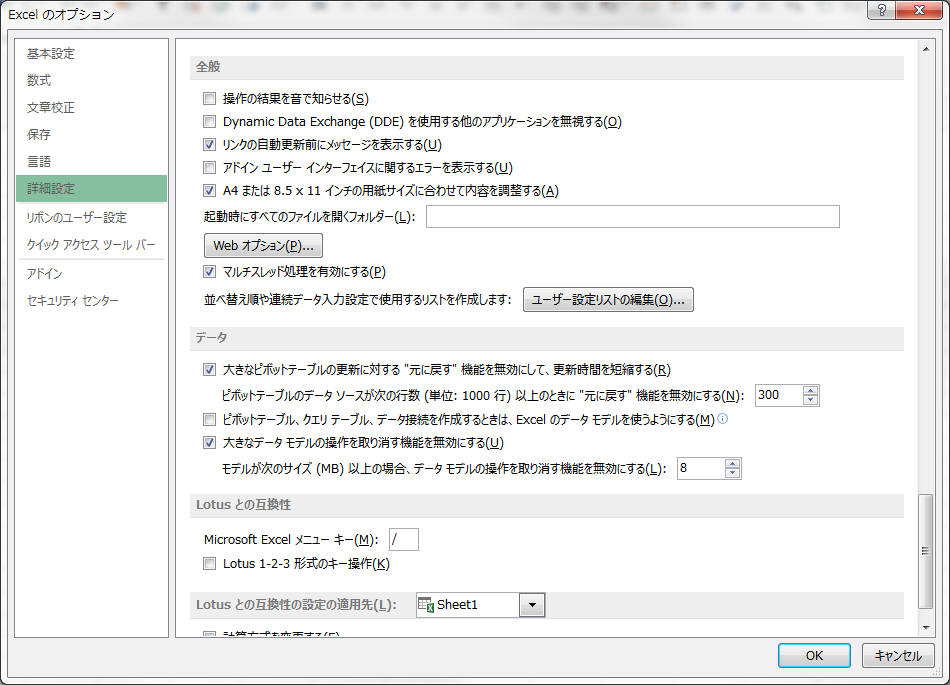 Excel のオプション
基本設定
数式
文章校正
保存
言語
詳細設定
リボンのユーザー設定
クイック アクセス ツール バー
アドイン
セキュリティ センター
全般
操作の結果を音で知らせる(S)
Dynamic Data Exchange (DDE) を使用する他のアプリケーションを無視する(O)
リンクの自動更新前にメッセージを表示する(U)
アドイン ユーザー インターフェイスに関するエラーを表示する(U)
A4 または 8.5 x 11 インチの用紙サイズに合わせて内容を調整する(A)
起動時にすべてのファイルを開くフォルダー(L):
Web オプション(P)...
マルチスレッド処理を有効にする(P)
並べ替え順や連続データ入力設定で使用するリストを作成します: ユーザー設定リストの編集(O)...
データ
大きなピボットテーブルの更新に対する "元に戻す" 機能を無効にして、更新時間を短縮する(R)
ピボットテーブルのデータ ソースが次の行数 (単位: 1000 行) 以上のときに "元に戻す" 機能を無効にする(N): 300
ピボットテーブル、クエリ テーブル、データ接続を作成するときは、Excel のデータ モデルを使うようにする(M)
大きなデータ モデルの操作を取り消す機能を無効にする(U)
モデルが次のサイズ (MB) 以上の場合、データ モデルの操作を取り消す機能を無効にする(L): 8
Lotus との互換性
Microsoft Excel メニュー キー(M): /
Lotus 1-2-3 形式のキー操作(K)
Lotus との互換性の設定の適用先(L): Sheet1
計算方式を変更する(F)
OK キャンセル